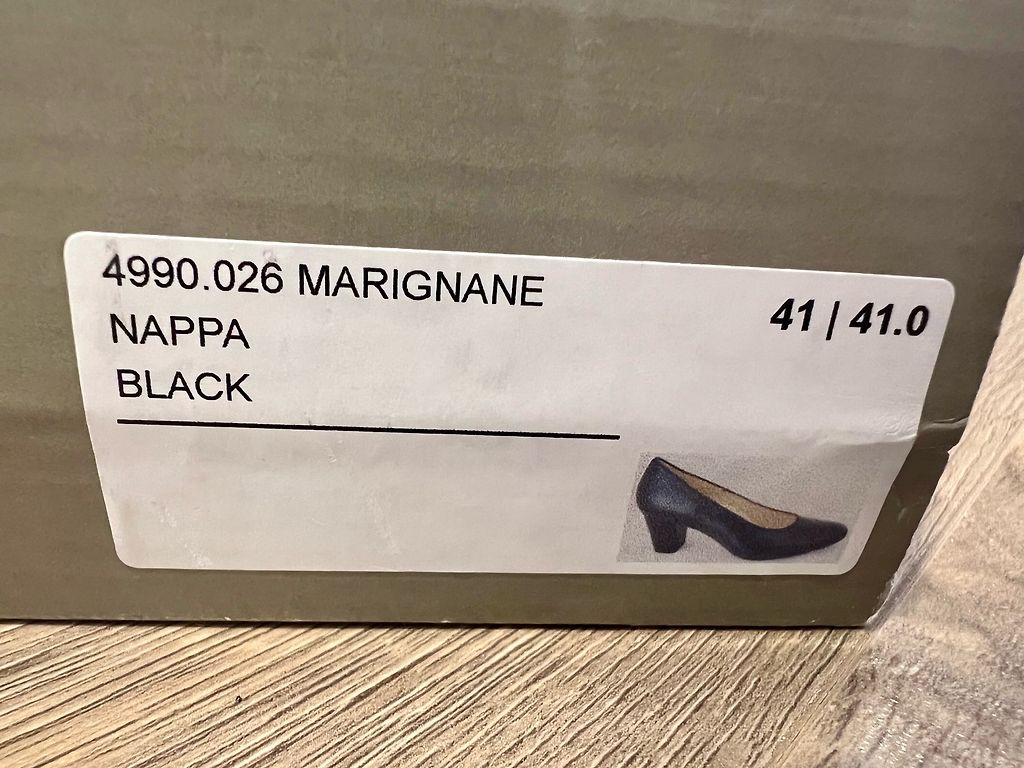 4990.026 MARIGNANE
41 | 41.0
NAPPA
BLACK